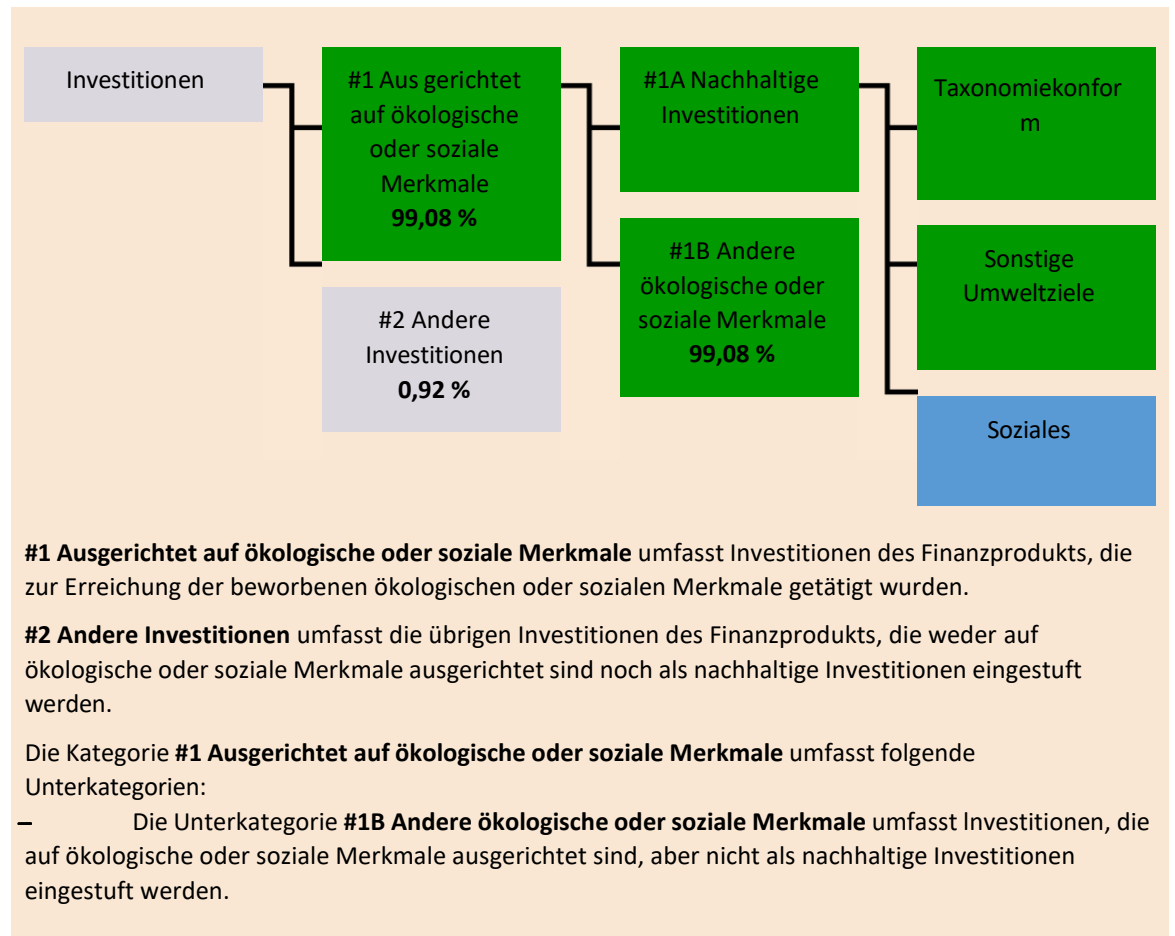 Investitionen
#1 Aus gerichtet
auf ökologische
oder soziale
Merkmale
99,08 %
#2 Andere
Investitionen
0,92 %
#1A Nachhaltige
Investitionen
#1B Andere
ökologische oder
soziale Merkmale
99,08 %
Taxonomiekonfor
m
Sonstige
Umweltziele
Soziales
#1 Ausgerichtet auf ökologische oder soziale Merkmale umfasst Investitionen des Finanzprodukts, die
zur Erreichung der beworbenen ökologischen oder sozialen Merkmale getätigt wurden.
#2 Andere Investitionen umfasst die übrigen Investitionen des Finanzprodukts, die weder auf
ökologische oder soziale Merkmale ausgerichtet sind noch als nachhaltige Investitionen eingestuft
werden.
Die Kategorie #1 Ausgerichtet auf ökologische oder soziale Merkmale umfasst folgende
Unterkategorien:
– Die Unterkategorie #1B Andere ökologische oder soziale Merkmale umfasst lnvestitionen, die
auf ökologische oder soziale Merkmale ausgerichtet sind, aber nicht als nachhaltige Investitionen
eingestuft werden.